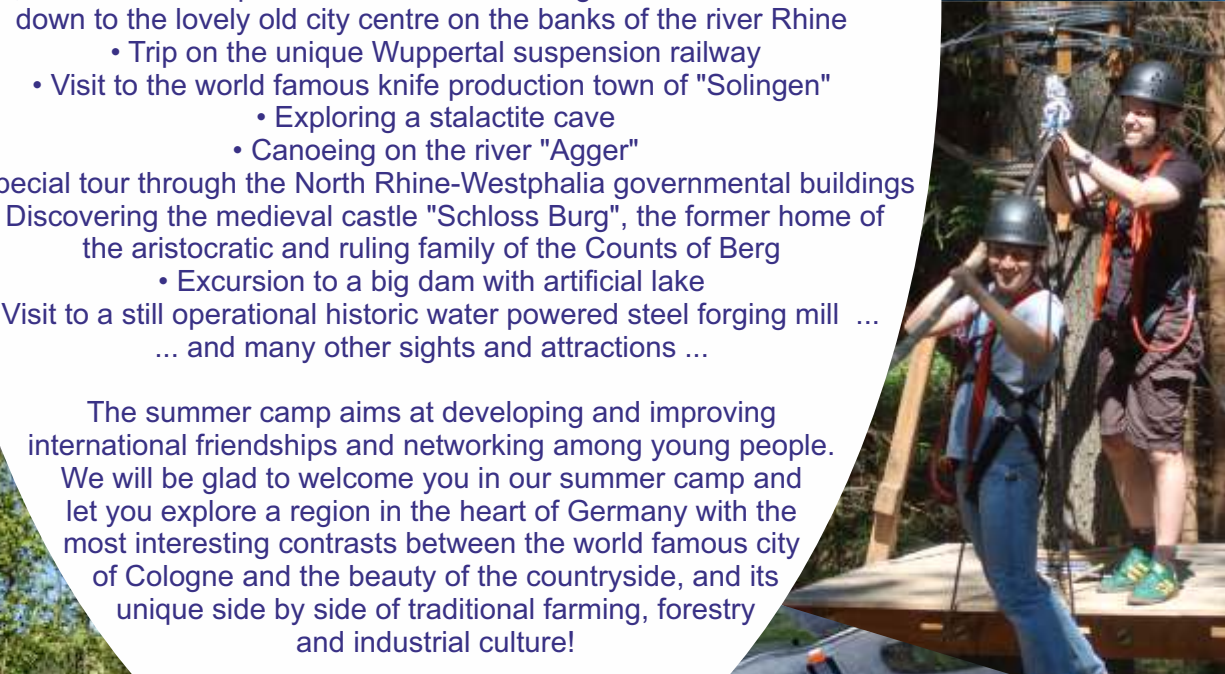 down to the lovely old city centre on the banks of the river Rhine
• Trip on the unique Wuppertal suspension railway
• Visit to the world famous knife production town of "Solingen"
• Exploring a stalactite cave
• Canoeing on the river "Agger"
tour through the North Rhine-Westphalia governmental buildings
Discovering the medieval castle "Schloss Burg", the former home of
the aristocratic and ruling family of the Counts of Berg
• Excursion to a big dam with artificial lake
Visit to a still operational historic water powered steel forging mill ...
... and many other sights and attractions ...
The summer camp aims at developing and improving
international friendships and networking among young people.
We will be glad to welcome you in our summer camp and
let you explore a region in the heart of Germany with the
most interesting contrasts between the world famous city
of Cologne and the beauty of the countryside, and its
unique side by side of traditional farming, forestry
and industrial culture!